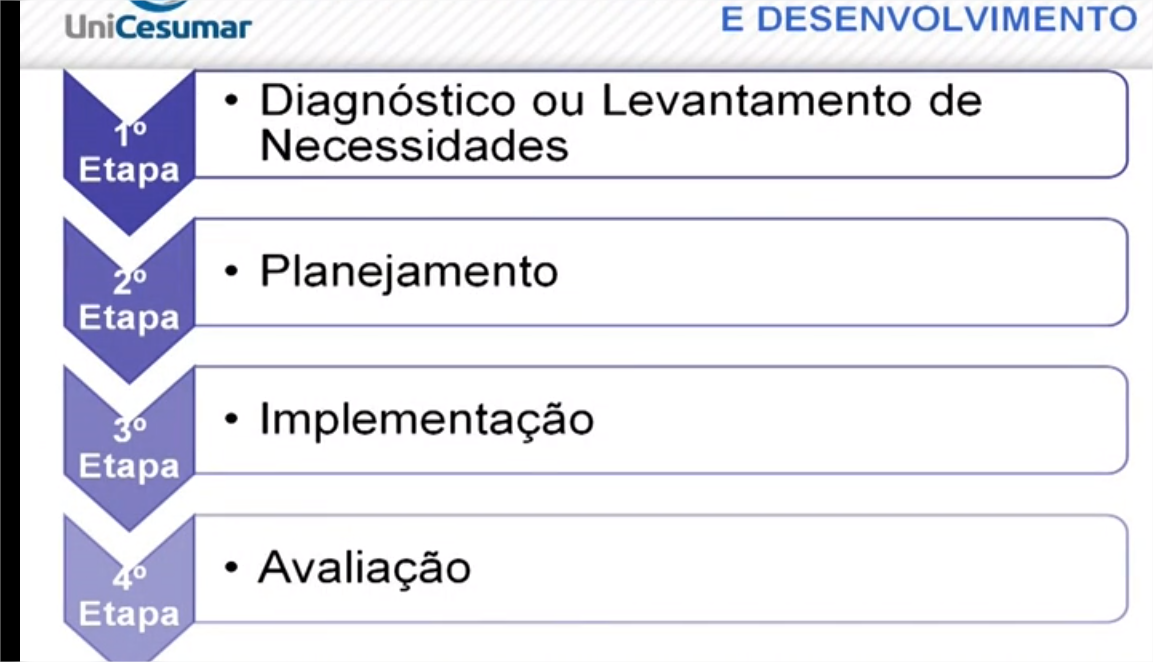 UniCesumar
E DESENVOLVIMENTO
1º
Etapa
• Diagnóstico ou Levantamento de
Necessidades
2º
Etapa
• Planejamento
3º
Etapa
• Implementação
4º
Etapa
• Avaliação